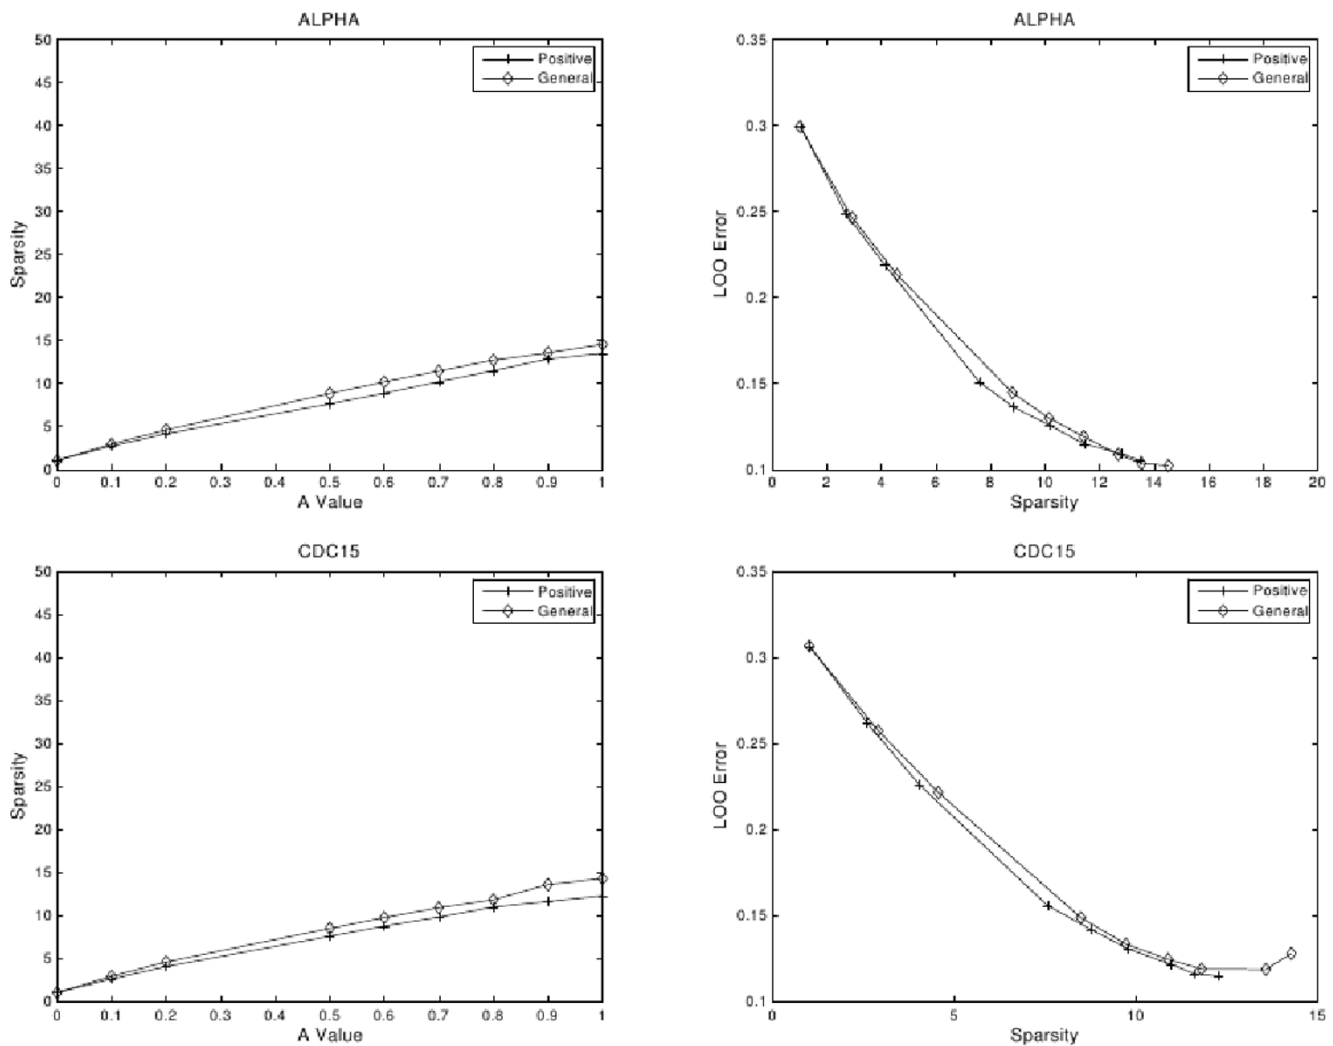 ALPHA
50
45
40
35
30
25
20
15
10
5
0
Sparsity
Positive
General
0 0.1 0.2 0.3 0.4 0.5 0.6 0.7 0.8 0.9 1
A Value
ALPHA
0.35
0.3
0.25
0.2
0.15
0.1
LOO Error
Positive
General
0 2 4 6 8 10 12 14 16 18 20
Sparsity
CDC15
50
45
40
35
30
25
20
15
10
5
0
Sparsity
Positive
General
0 0.1 0.2 0.3 0.4 0.5 0.6 0.7 0.8 0.9 1
A Value
CDC15
0.35
0.3
0.25
0.2
0.15
0.1
LOO Error
Positive
General
0 5 10 15
Sparsity